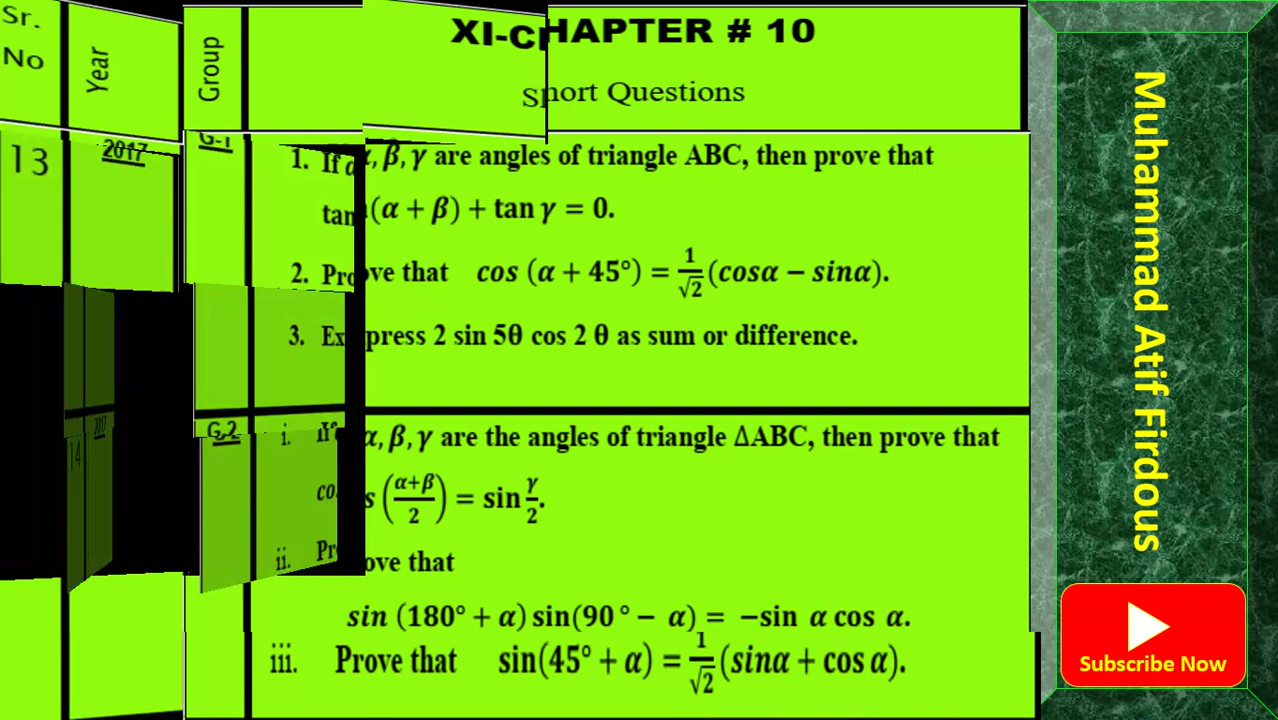 Sr.
No
Year
Group
XI-CHAPTER # 10
Short Questions
13
2017
G-1
1. If α, β, γ are angles of triangle ABC, then prove that
tan(α + β) + tan γ = 0.
2. Prove that cos (α + 45°) = 1/√2 (cosα − sinα).
3. Express 2 sin 5θ cos 2 θ as sum or difference.
14
2017
G-2
i. If α, β, γ are the angles of triangle ΔABC, then prove that
cos ((α+β)/2) = sin γ/2.
ii. Prove that
sin (180° + α) sin(90° − α) = −sin α cos α.
iii. Prove that sin(45° + α) = 1/√2 (sinα + cos α).
Muhammad Atif Firdous
Subscribe Now